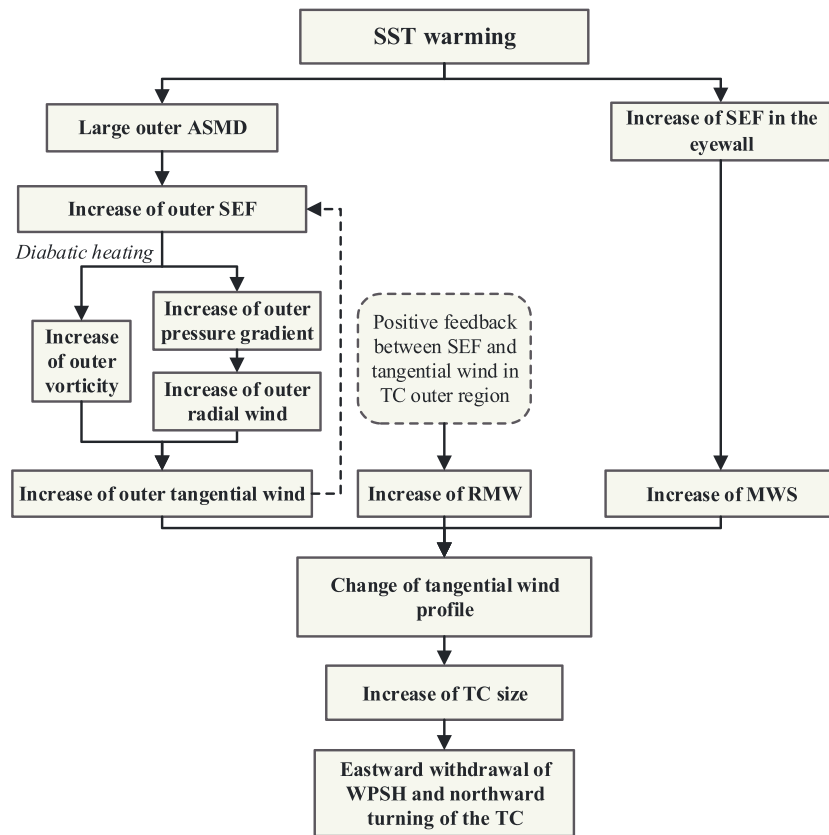 SST warming
Large outer ASMD
Increase of SEF in the
eyewall
Increase of outer SEF
Diabatic heating
Increase
of outer
vorticity
Increase of outer
pressure gradient
Increase of outer
radial wind
Positive feedback
between SEF and
tangential wind in
TC outer region
Increase of outer tangential wind
Increase of RMW
Increase of MWS
Change of tangential wind
profile
Increase of TC size
Eastward withdrawal of
WPSH and northward
turning of the TC